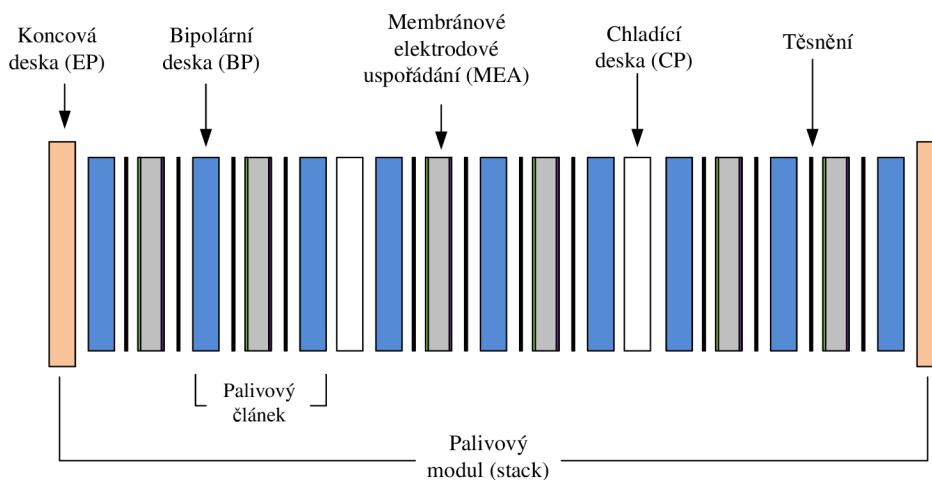 Koncová
deska (EP)
Bipolární
deska (BP)
Membránové
elektrodové
uspořádání (MEA)
Chladící
deska (CP)
Těsnění
Palivový
článek
Palivový
modul (stack)